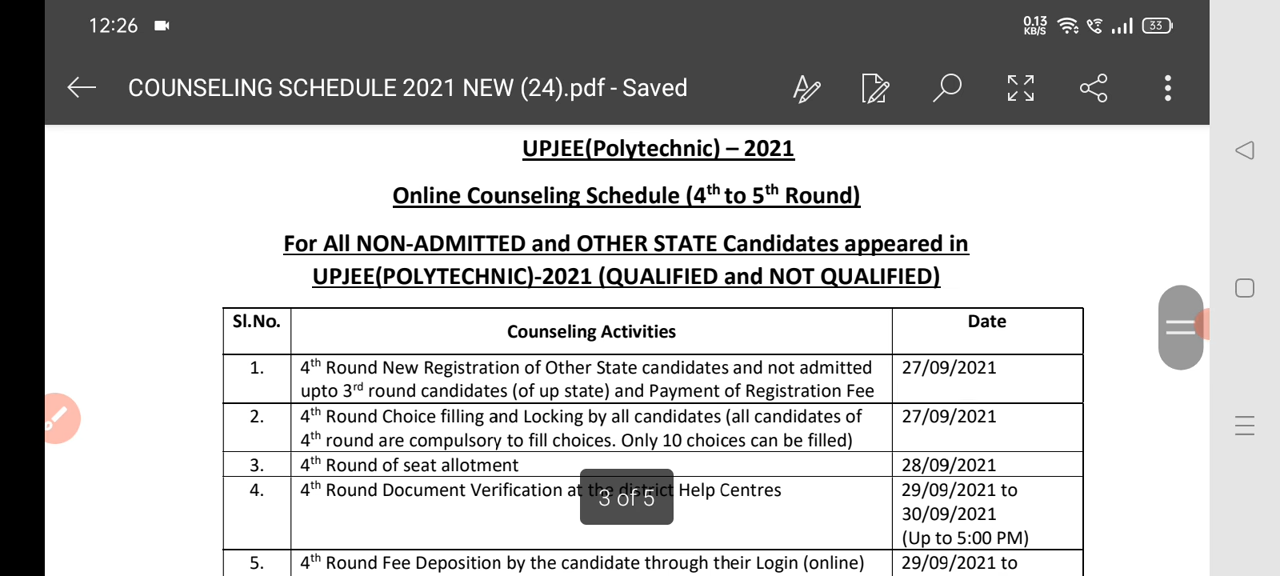 12:26
0.13
KB/S
33
COUNSELING SCHEDULE 2021 NEW (24).pdf - Saved
UPJEE(Polytechnic) – 2021
Online Counseling Schedule (4th to 5th Round)
For All NON-ADMITTED and OTHER STATE Candidates appeared in
UPJEE(POLYTECHNIC)-2021 (QUALIFIED and NOT QUALIFIED)
Sl.No.
Counseling Activities
Date
1.
4th Round New Registration of Other State candidates and not admitted
upto 3rd round candidates (of up state) and Payment of Registration Fee
27/09/2021
2.
4th Round Choice filling and Locking by all candidates (all candidates of
4th round are compulsory to fill choices. Only 10 choices can be filled)
27/09/2021
3.
4th Round of seat allotment
28/09/2021
4.
4th Round Document Verification at the district Help Centres
29/09/2021 to
30/09/2021
(Up to 5:00 PM)
3 of 5
5.
4th Round Fee Deposition by the candidate through their Login (online)
29/09/2021 to